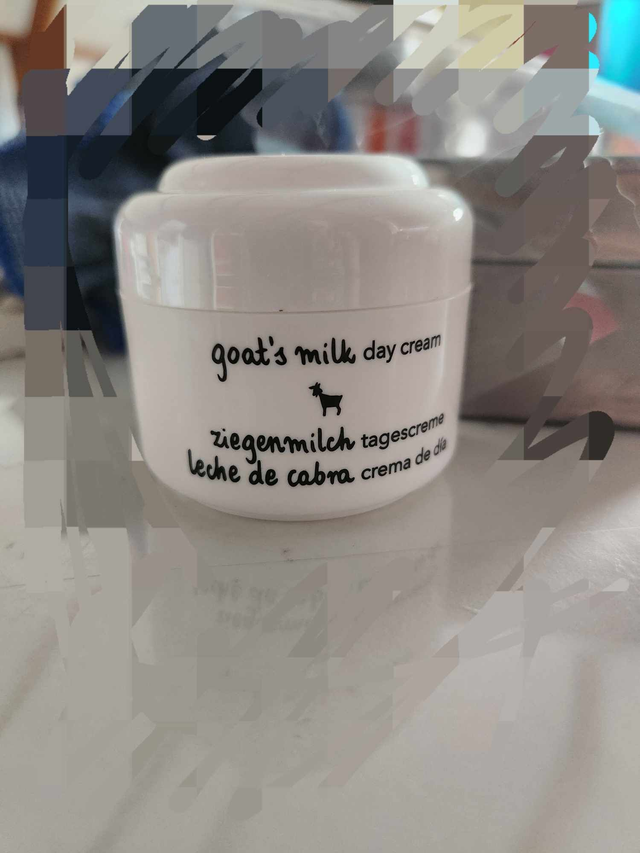 goat's milk day cream
ziegenmilch tagescreme
leche de cabra crema de día